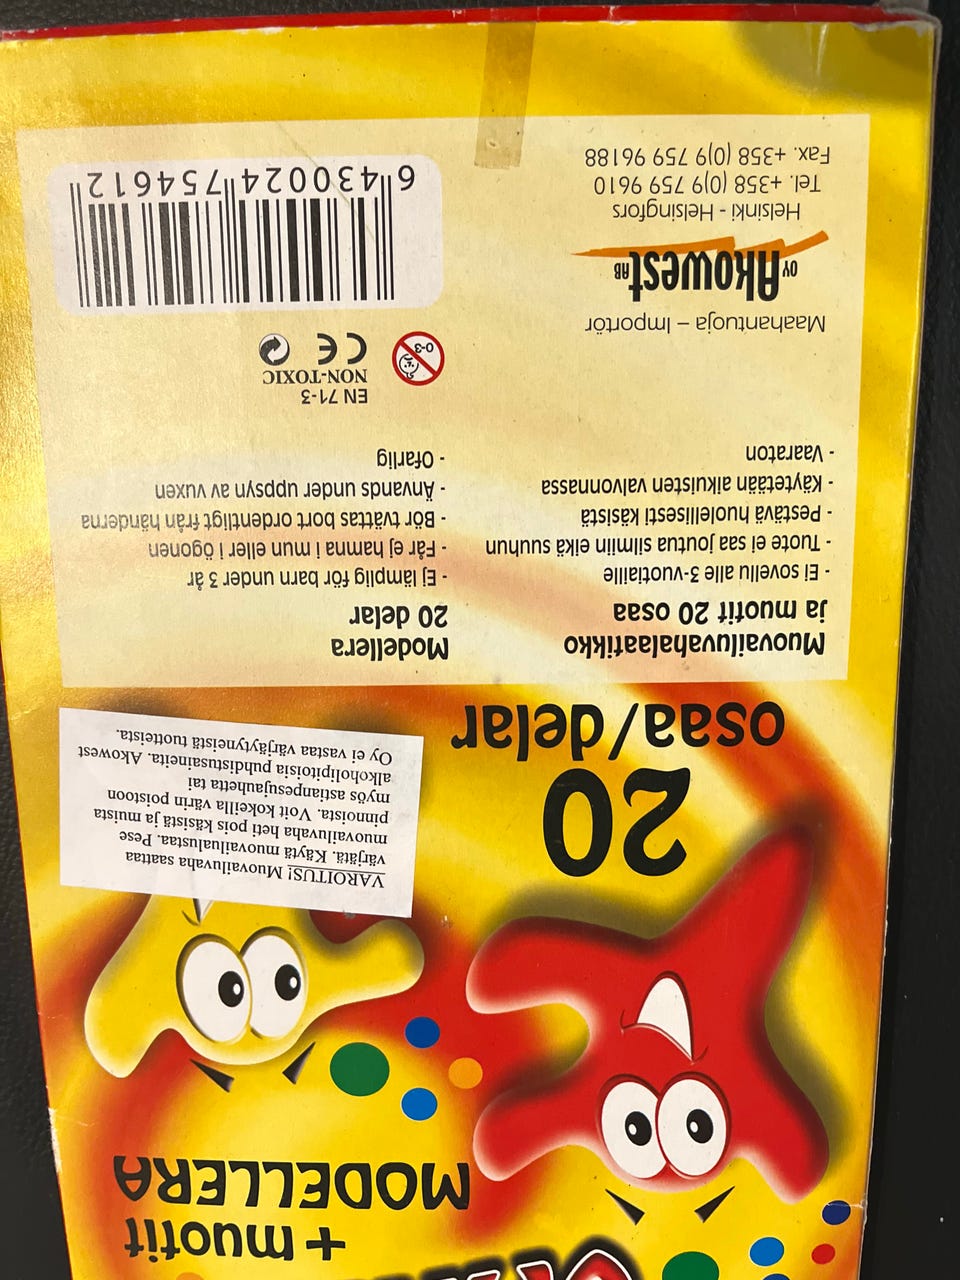 + muotit
MODELLERA
20
osaa/delar
VAROITUS! Muovailuvaha saattaa
värjätä. Käytä muovailualustaa. Pese
muovailuvaha heti pois käsistä ja muista
pinnoista. Voit kokeilla värin poistoon
myös astianpesujauhetta tai
alkoholipitoisia puhdistusaineita. Akowest
Oy ei vastaa värjäytyneistä tuotteista.
Muovailuvahalaatikko
ja muotit 20 osaa
- Ei sovellu alle 3-vuotiaille
- Tuote ei saa joutua silmiin eikä suuhun
- Pestävä huolellisesti käsistä
- Käytetään aikuisten valvonnassa
- Vaaraton
Modellera
20 delar
- Ej lämplig för barn under 3 år
- Får ej hamna i mun eller i ögonen
- Bör tvättas bort ordentligt från händerna
- Används under uppsyn av vuxen
- Ofarlig
EN 71-3
NON-TOXIC
0-3
CE
Maahantuoja – Importör
OY Akowest AB
Helsinki - Helsingfors
Tel. +358 (0)9 759 9610
Fax. +358 (0)9 759 96188
6 430024 754612